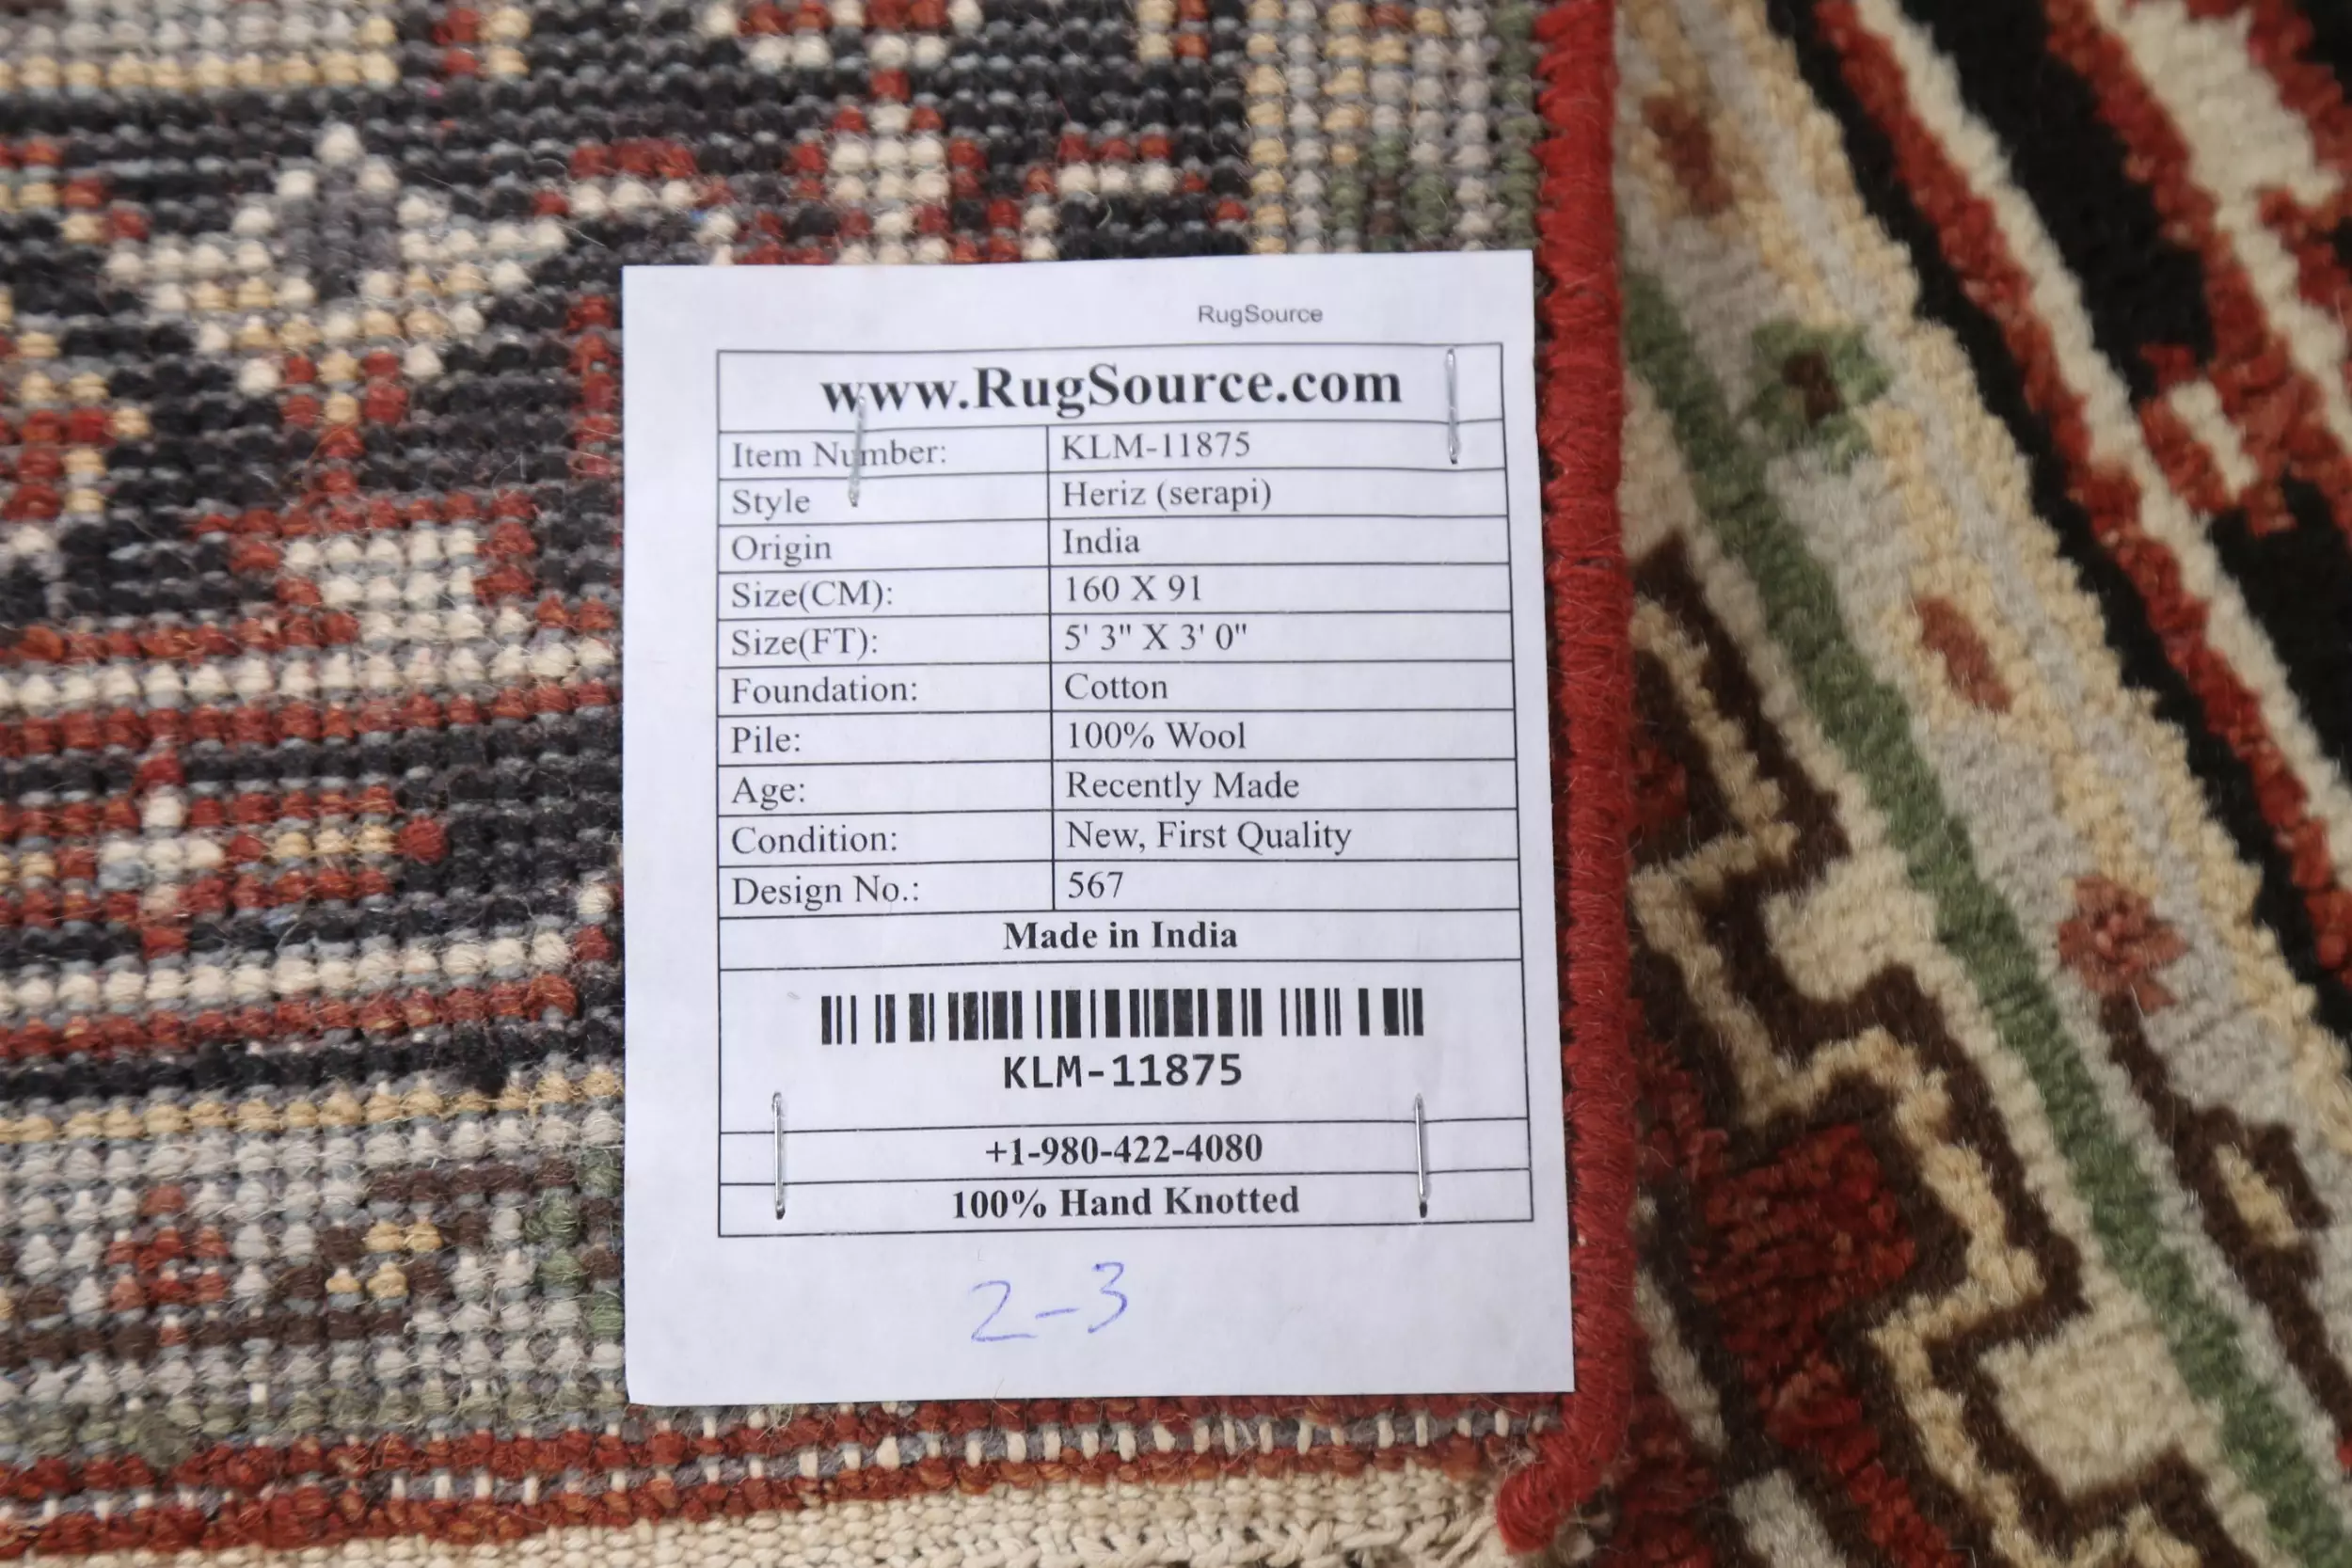 RugSource
www.RugSource.com
Item Number: KLM-11875
Style Heriz (serapi)
Origin India
Size(CM): 160 X 91
Size(FT): 5' 3" X 3' 0"
Foundation: Cotton
Pile: 100% Wool
Age: Recently Made
Condition: New, First Quality
Design No.: 567
Made in India
KLM-11875
+1-980-422-4080
100% Hand Knotted
2-3